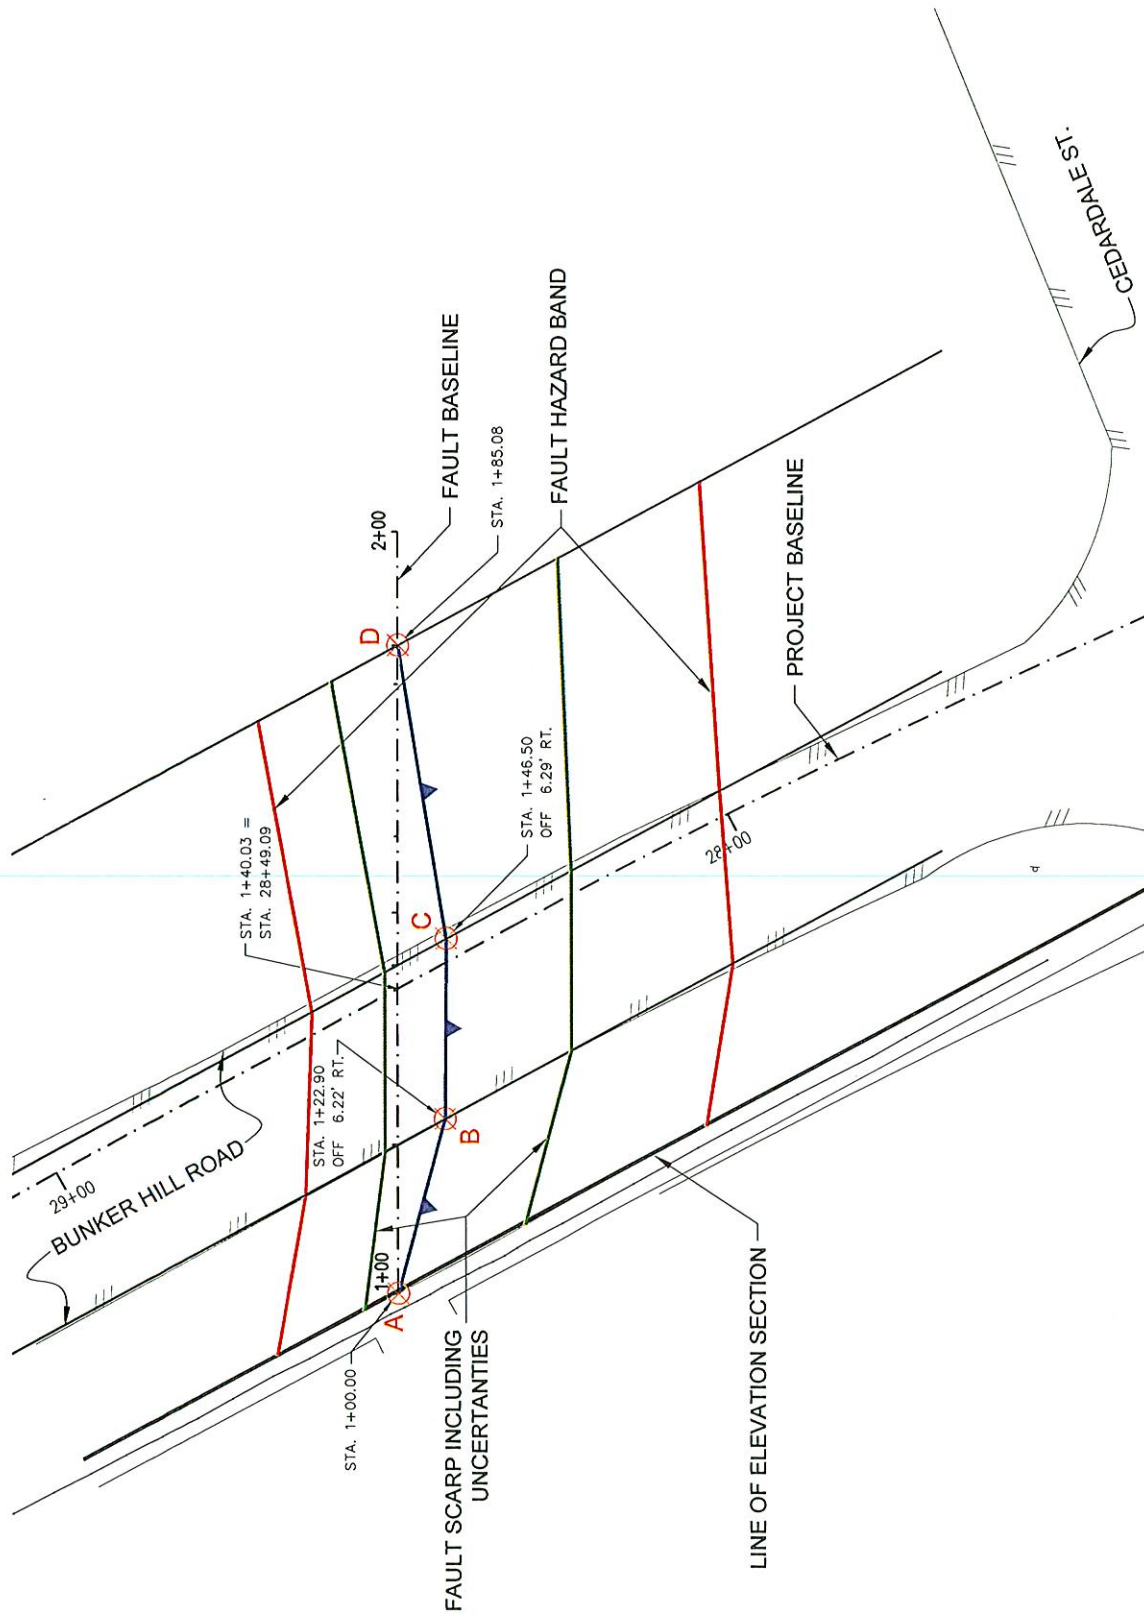 CEDARDALE ST.
FAULT BASELINE
2+00
STA. 1+85.08
FAULT HAZARD BAND
D
PROJECT BASELINE
STA. 1+40.03 =
STA. 28+49.09
C
STA. 1+46.50
OFF 6.29' RT.
28+00
STA. 1+22.90
OFF 6.22' RT.
B
29+00
BUNKER HILL ROAD
1+00
A
STA. 1+00.00
FAULT SCARP INCLUDING
UNCERTANTIES
LINE OF ELEVATION SECTION